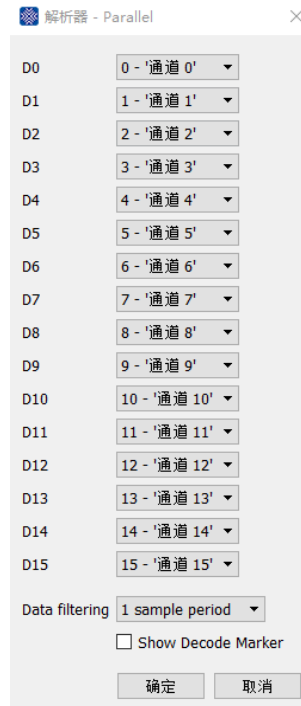 解析器 - Parallel
D0 0 - '通道 0'
D1 1 - '通道 1'
D2 2 - '通道 2'
D3 3 - '通道 3'
D4 4 - '通道 4'
D5 5 - '通道 5'
D6 6 - '通道 6'
D7 7 - '通道 7'
D8 8 - '通道 8'
D9 9 - '通道 9'
D10 10 - '通道 10'
D11 11 - '通道 11'
D12 12 - '通道 12'
D13 13 - '通道 13'
D14 14 - '通道 14'
D15 15 - '通道 15'
Data filtering 1 sample period
Show Decode Marker
确定 取消